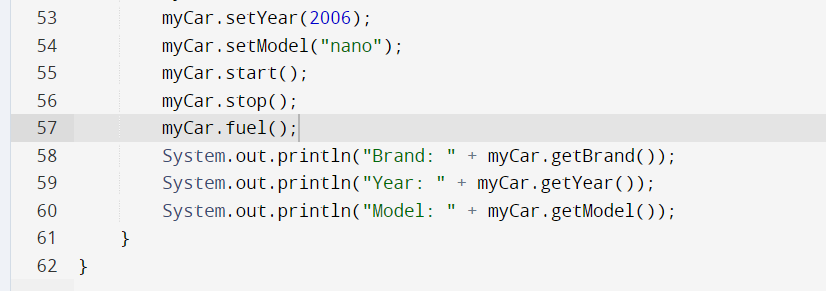 53 myCar.setYear(2006);
54 myCar.setModel("nano");
55 myCar.start();
56 myCar.stop();
57 myCar.fuel();
58 System.out.println("Brand: " + myCar.getBrand());
59 System.out.println("Year: " + myCar.getYear());
60 System.out.println("Model: " + myCar.getModel());
61 }
62 }